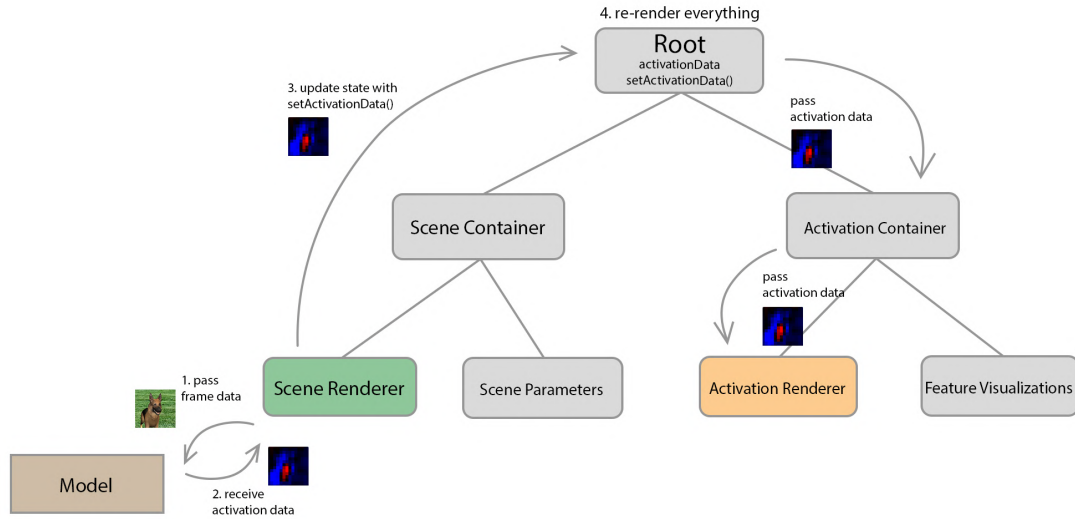 4. re-render everything
Root
activationData
setActivationData()
3. update state with
setActivationData()
pass
activation data
Scene Container
Activation Container
pass
activation data
Scene Renderer
Scene Parameters
Activation Renderer
Feature Visualizations
1. pass
frame data
Model
2. receive
activation data